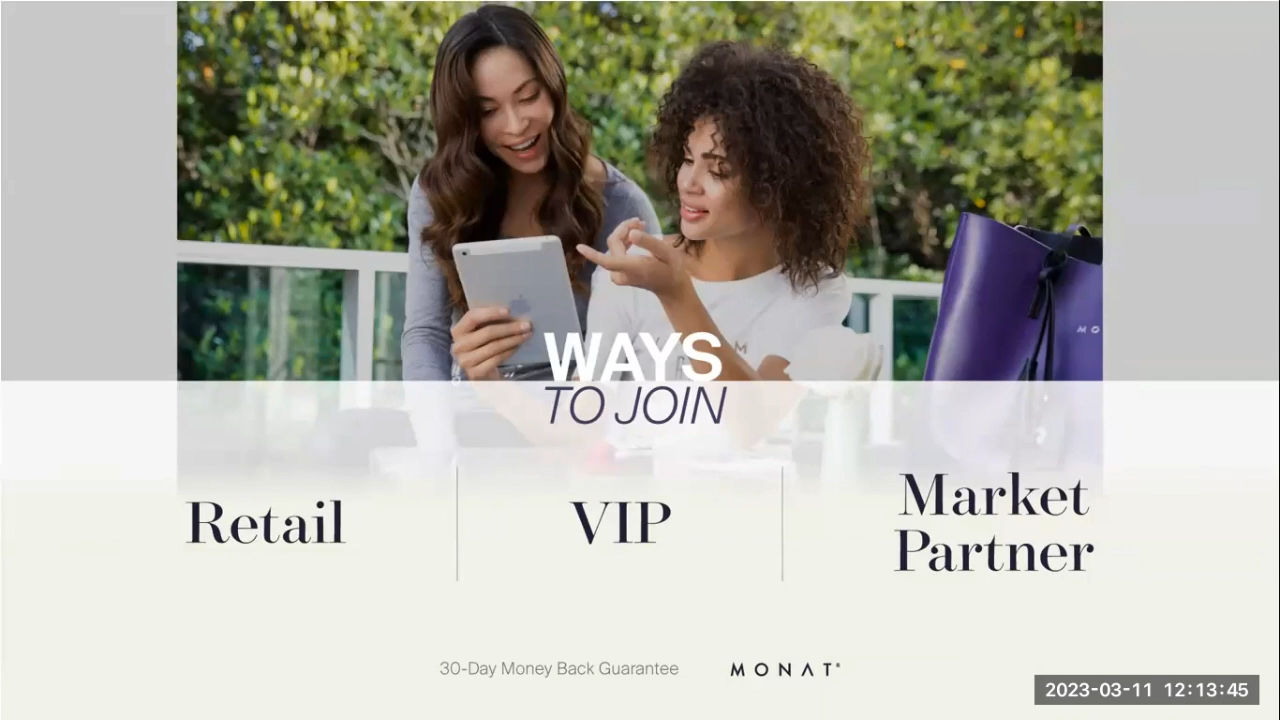 WAYS
TO JOIN
Retail
VIP
Market
Partner
30-Day Money Back Guarantee
MONAT®
2023-03-11 12:13:45